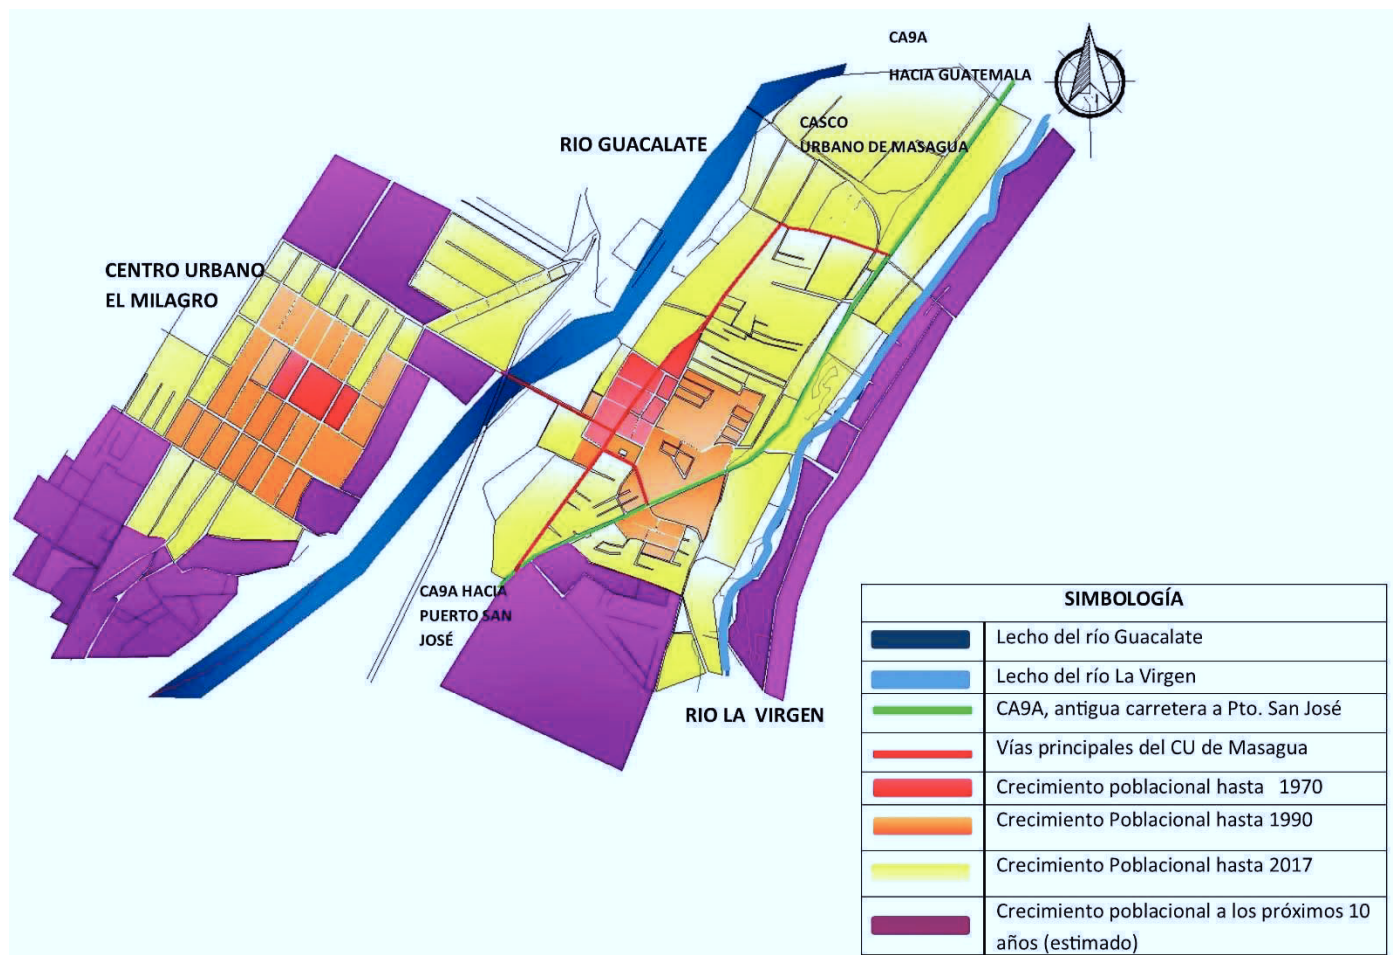 CA9A
HACIA GUATEMALA
CASCO
URBANO DE MASAGUA
RIO GUACALATE
CENTRO URBANO
EL MILAGRO
CA9A HACIA
PUERTO SAN
JOSÉ
RIO LA VIRGEN
SIMBOLOGÍA
Lecho del río Guacalate
Lecho del río La Virgen
CA9A, antigua carretera a Pto. San José
Vías principales del CU de Masagua
Crecimiento poblacional hasta 1970
Crecimiento Poblacional hasta 1990
Crecimiento Poblacional hasta 2017
Crecimiento poblacional a los próximos 10
años (estimado)